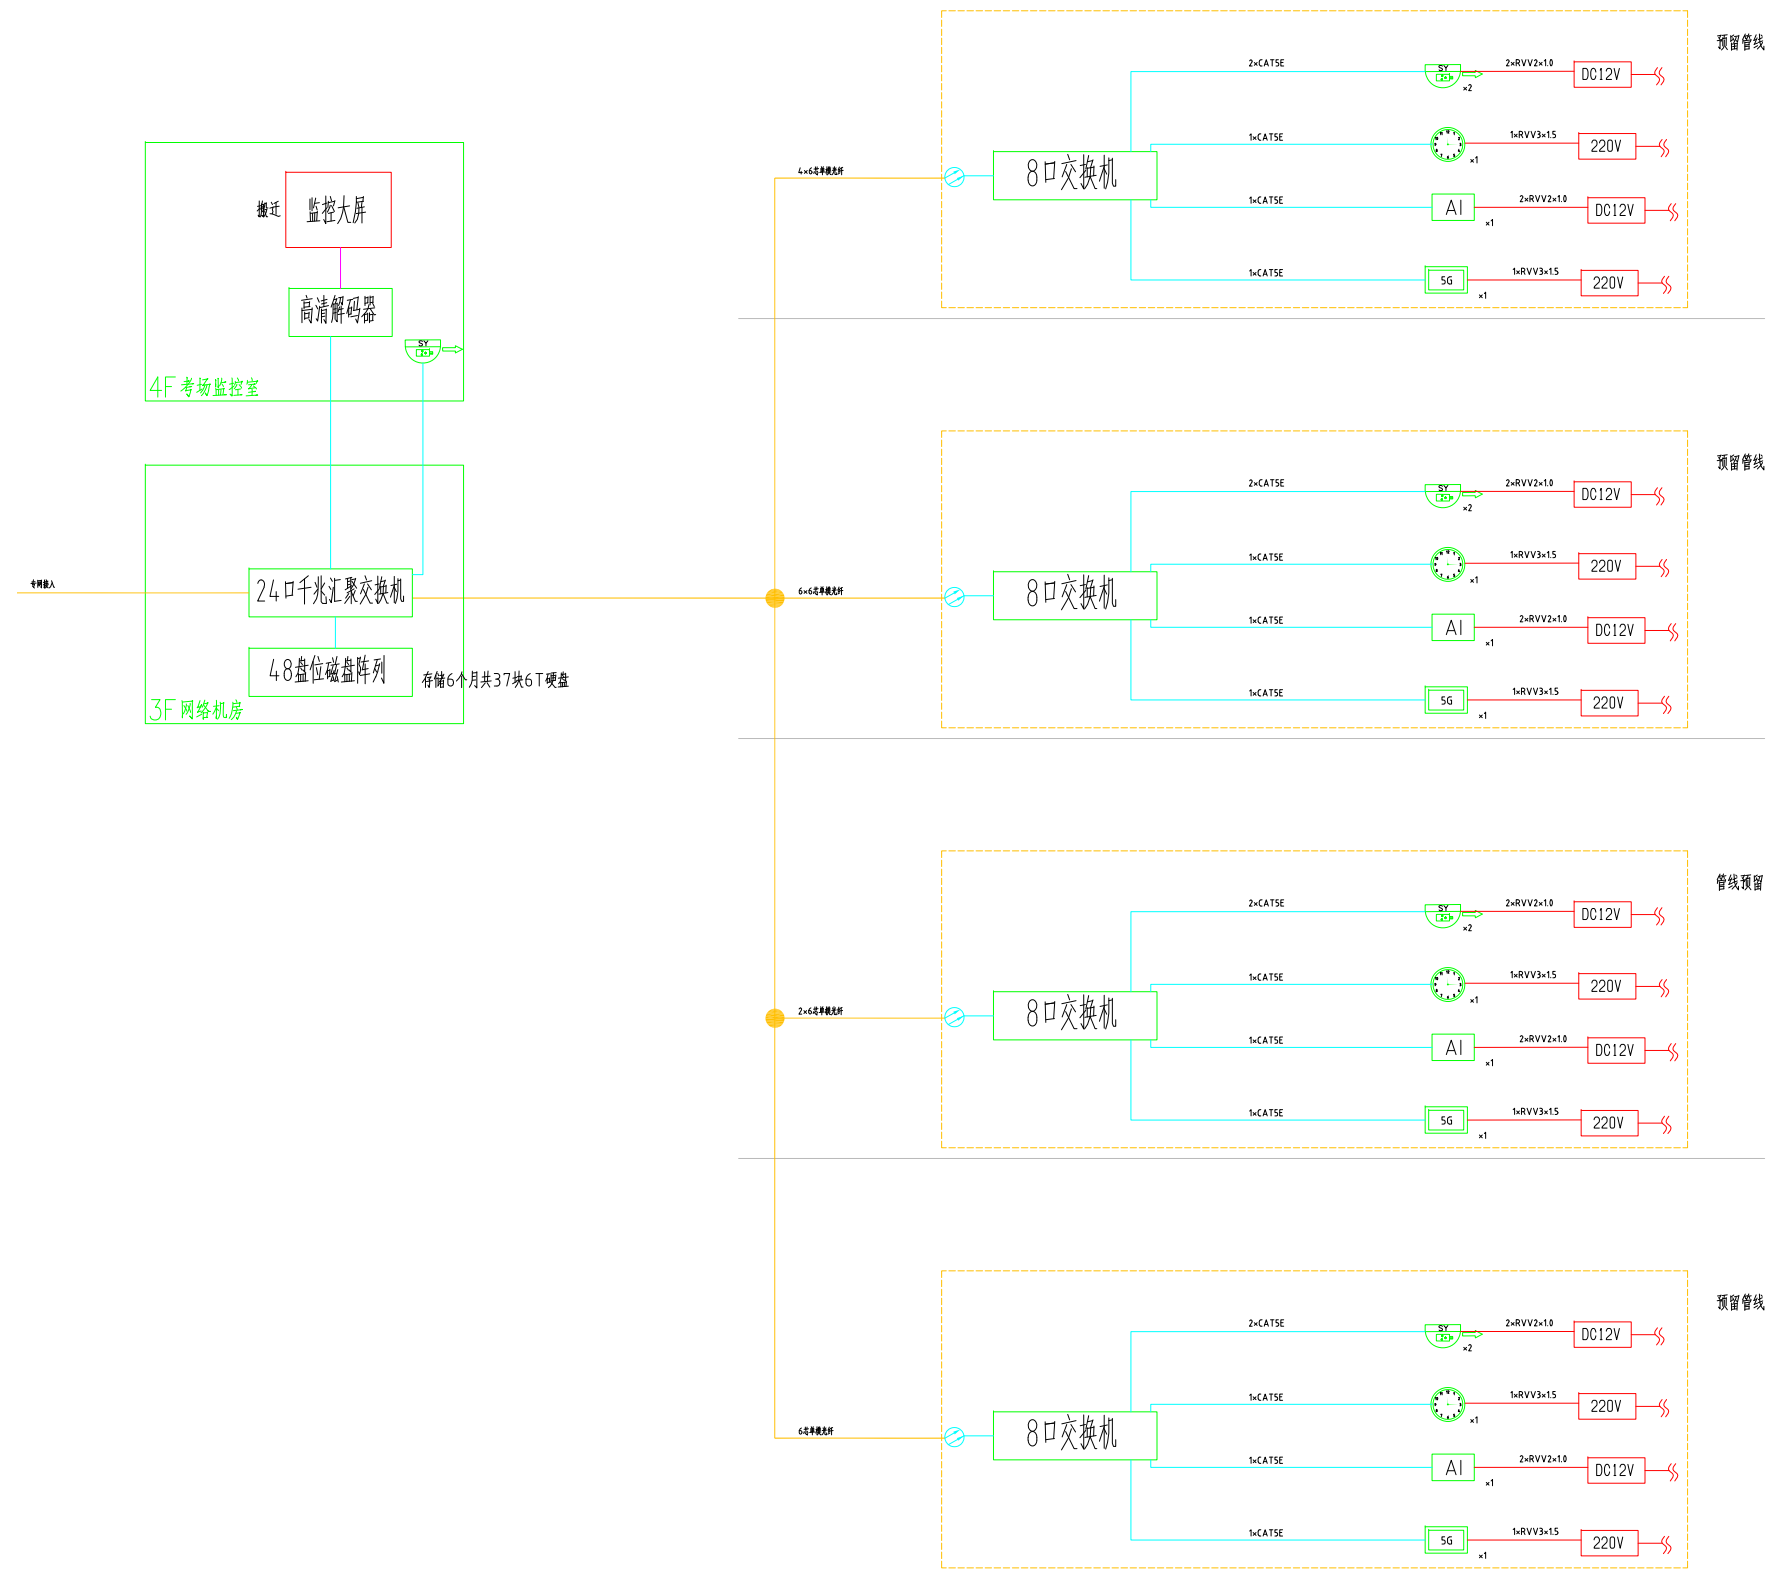 搬迁
监控大屏
高清解码器
SY
4F 考场监控室
专网接入
24口千兆汇聚交换机
48盘位磁盘阵列
存储6个月共37块6T硬盘
3F 网络机房
预留管线
4×6芯单模光纤
8口交换机
2×CAT5E
SY
×2
2×RVV2×1.0
DC12V
1×CAT5E
×1
1×RVV3×1.5
220V
1×CAT5E
AI
×1
2×RVV2×1.0
DC12V
1×CAT5E
5G
×1
1×RVV3×1.5
220V
预留管线
6×6芯单模光纤
8口交换机
2×CAT5E
SY
×2
2×RVV2×1.0
DC12V
1×CAT5E
×1
1×RVV3×1.5
220V
1×CAT5E
AI
×1
2×RVV2×1.0
DC12V
1×CAT5E
5G
×1
1×RVV3×1.5
220V
管线预留
2×6芯单模光纤
8口交换机
2×CAT5E
SY
×2
2×RVV2×1.0
DC12V
1×CAT5E
×1
1×RVV3×1.5
220V
1×CAT5E
AI
×1
2×RVV2×1.0
DC12V
1×CAT5E
5G
×1
1×RVV3×1.5
220V
预留管线
6芯单模光纤
8口交换机
2×CAT5E
SY
×2
2×RVV2×1.0
DC12V
1×CAT5E
×1
1×RVV3×1.5
220V
1×CAT5E
AI
×1
2×RVV2×1.0
DC12V
1×CAT5E
5G
×1
1×RVV3×1.5
220V